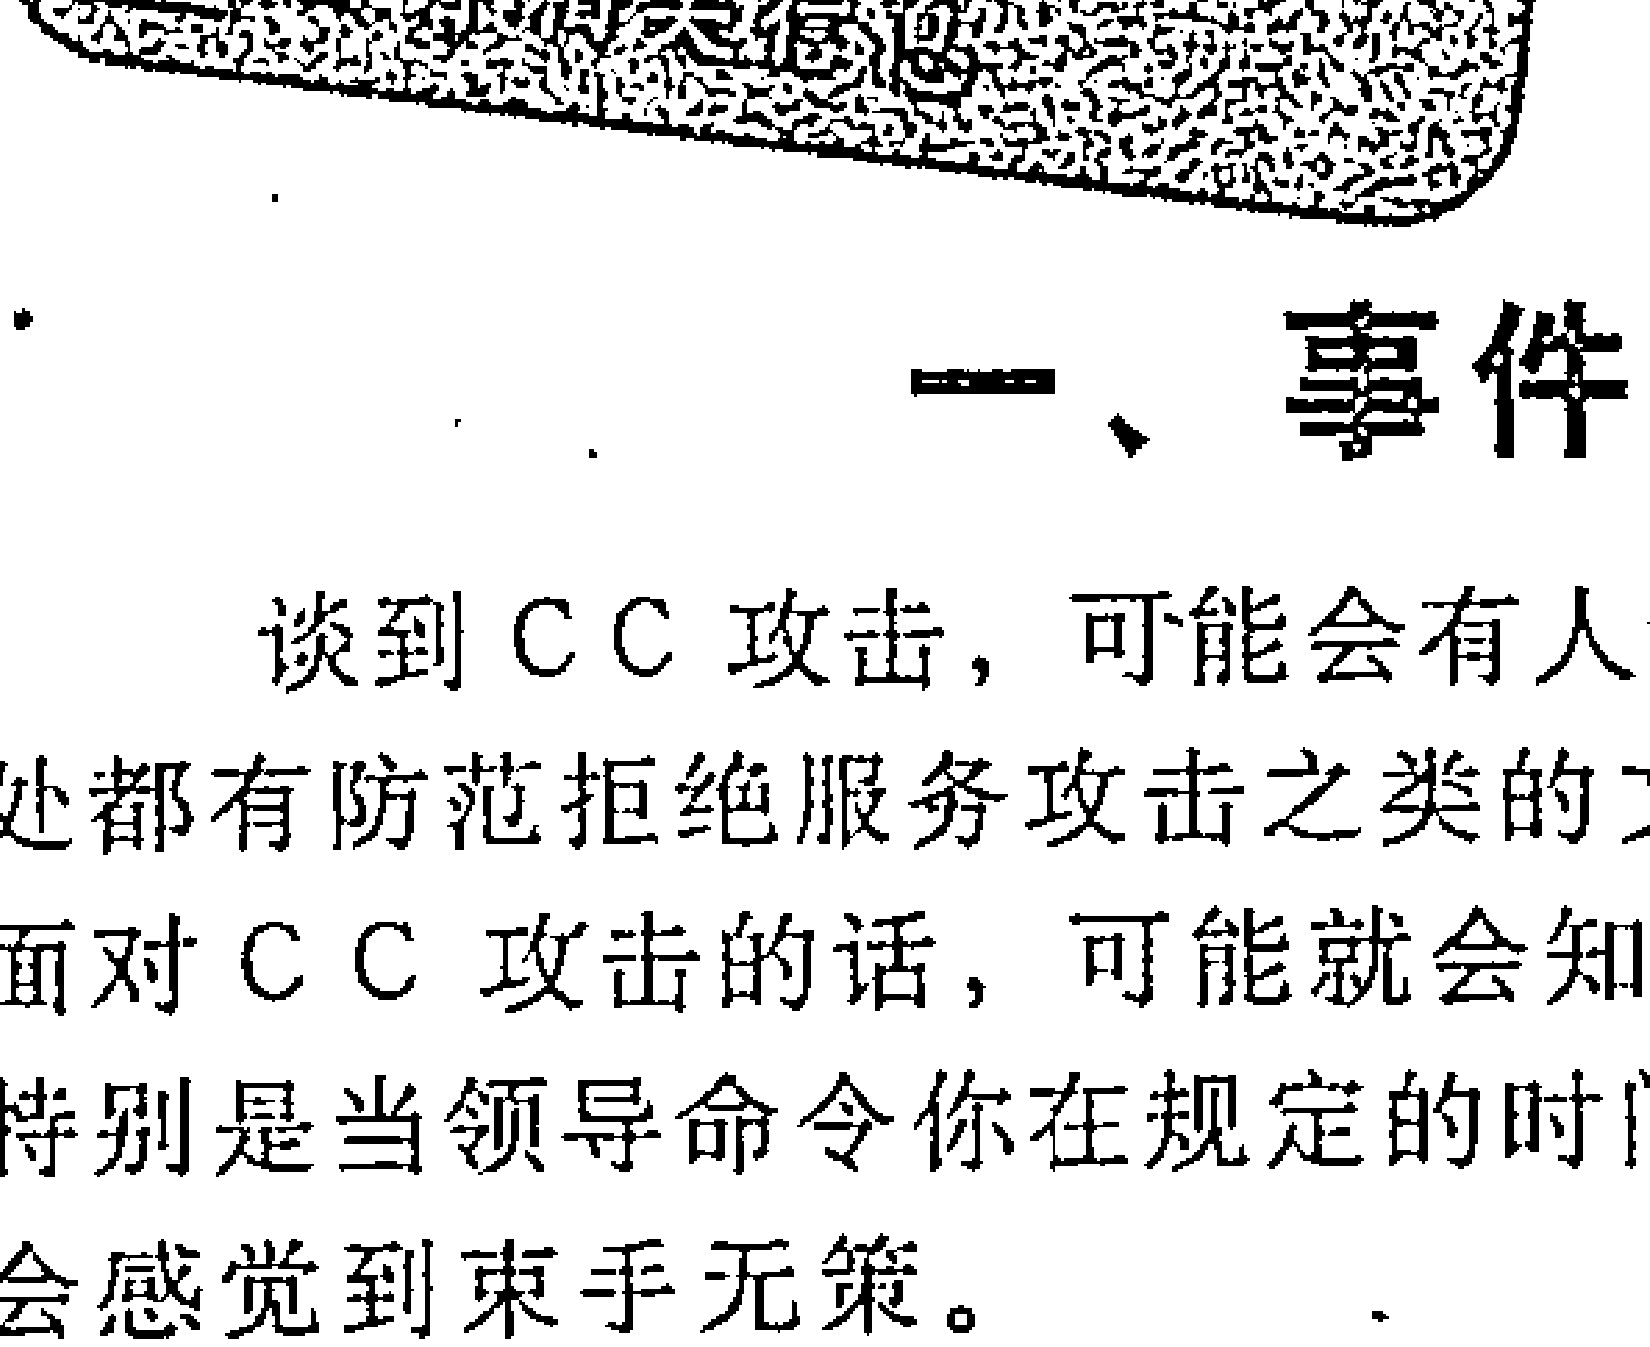 一、事件
谈到CC攻击，可能会有人
处都有防范拒绝服务攻击之类的
面对CC攻击的话，可能就会知
特别是当领导命令你在规定的时
会感觉到束手无策。